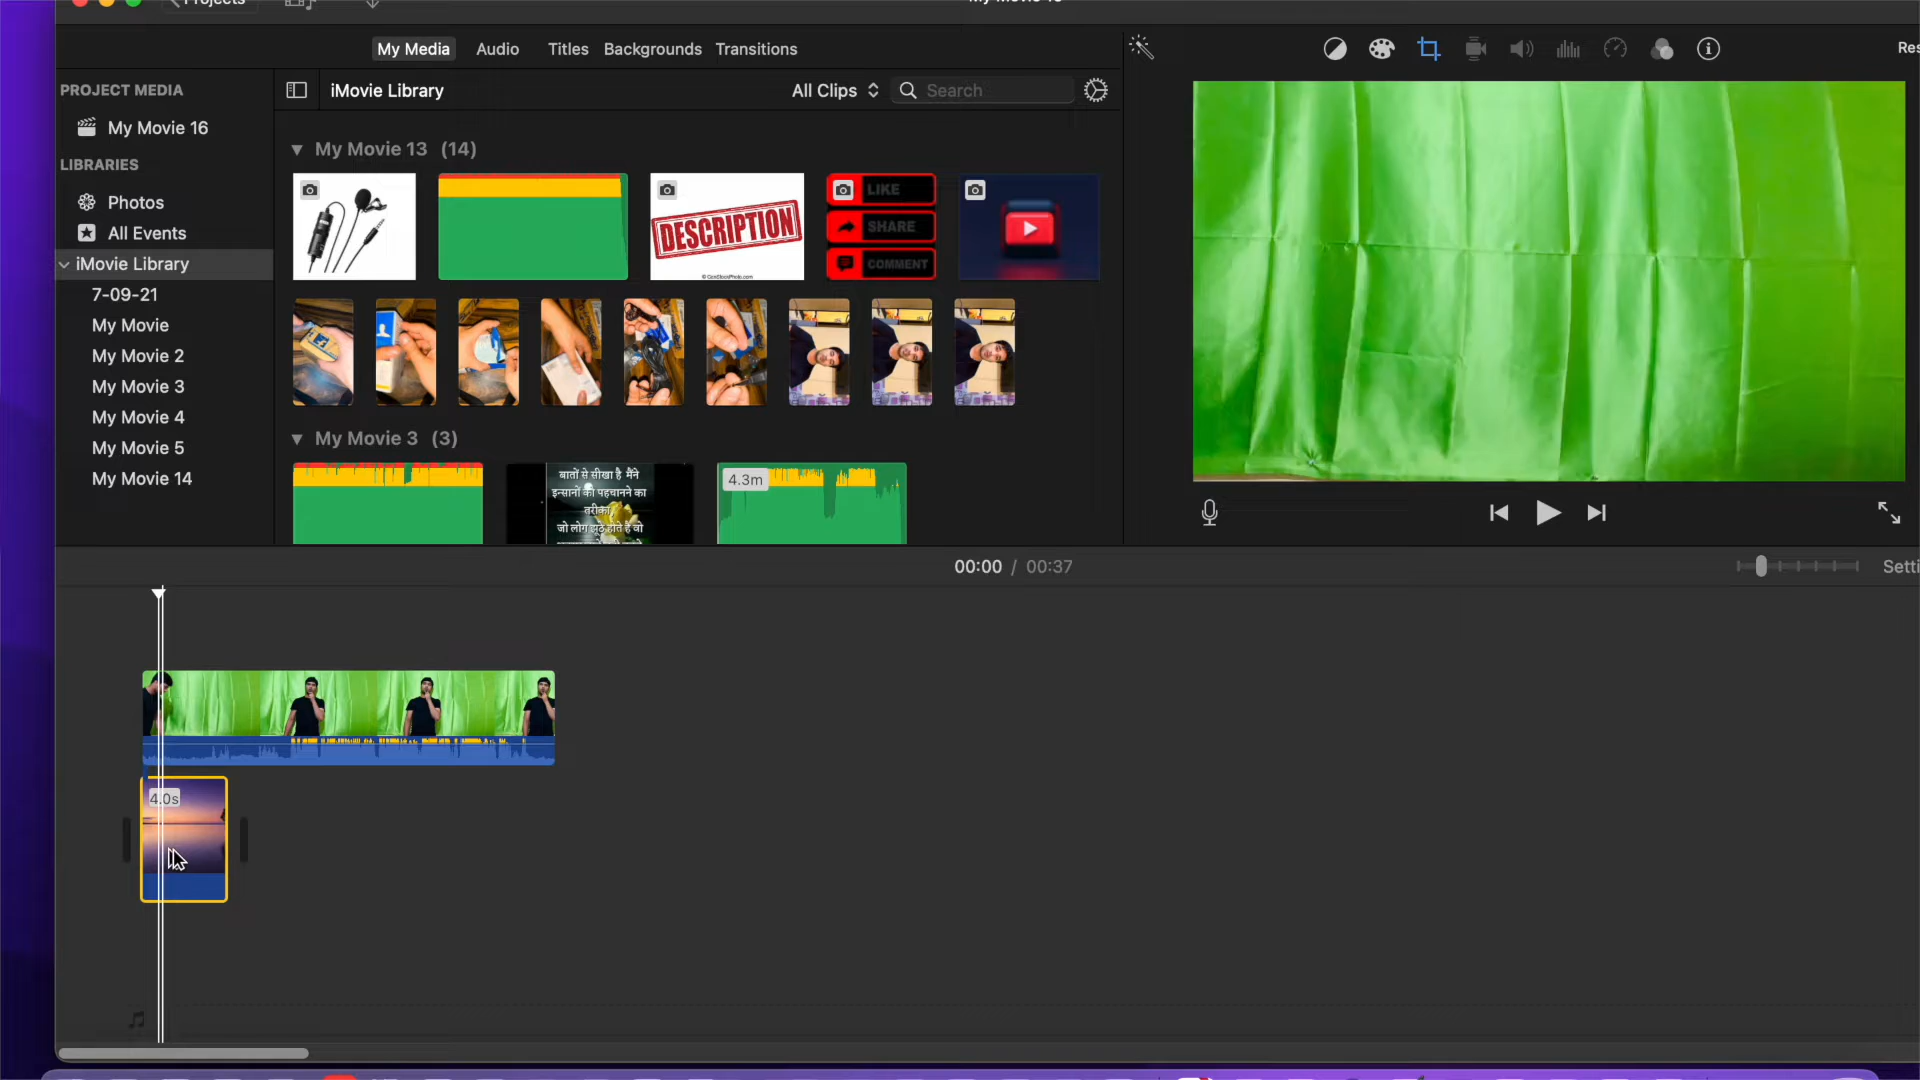 Projects
My Media
Audio
Titles
Backgrounds
Transitions
PROJECT MEDIA
My Movie 16
LIBRARIES
Photos
All Events
iMovie Library
7-09-21
My Movie
My Movie 2
My Movie 3
My Movie 4
My Movie 5
My Movie 14
iMovie Library
All Clips
Search
My Movie 13 (14)
DESCRIPTION
© CanStockPhoto.com
LIKE
SHARE
COMMENT
My Movie 3 (3)
बातों से सीखा है मैंने
इन्सानों को पहचानने का
तरीका,
जो लोग झूठे होते है वो
4.3m
00:00 / 00:37
4.0s